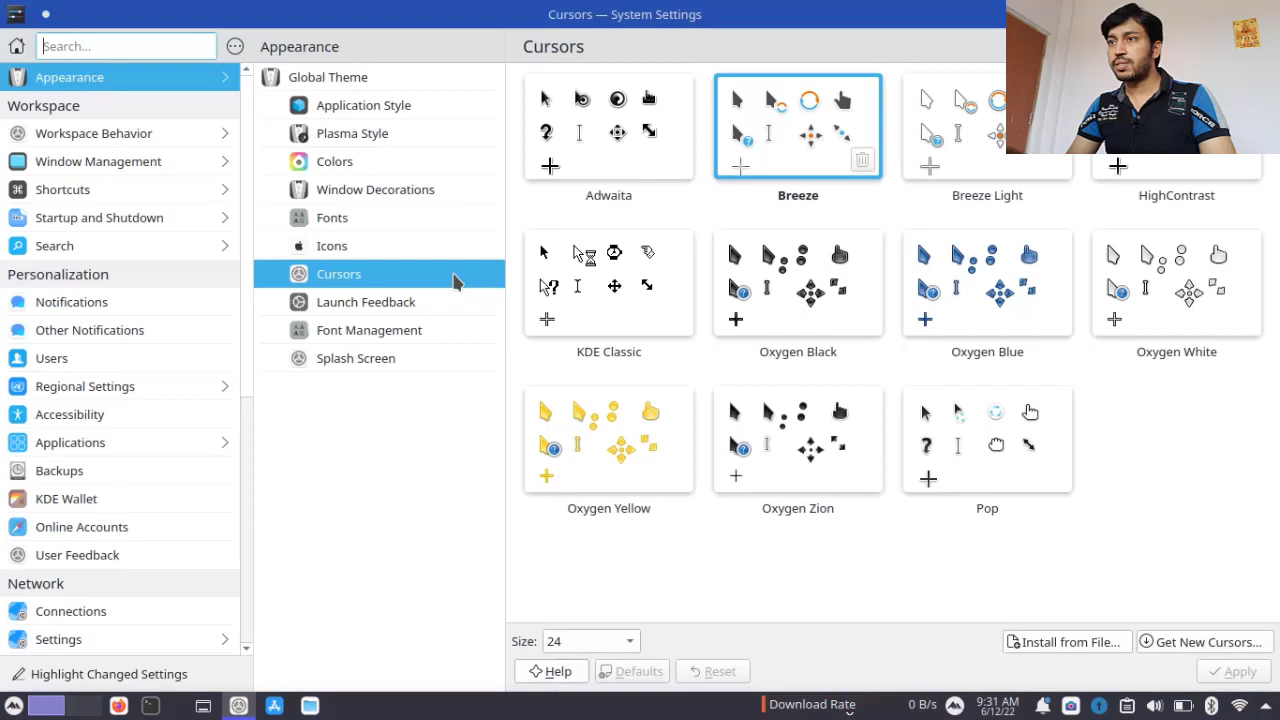 Cursors — System Settings
Search...
Appearance
Cursors
Appearance
Workspace
Workspace Behavior
Window Management
Shortcuts
Startup and Shutdown
Search
Personalization
Notifications
Other Notifications
Users
Regional Settings
Accessibility
Applications
Backups
KDE Wallet
Online Accounts
User Feedback
Network
Connections
Settings
Highlight Changed Settings
Global Theme
Application Style
Plasma Style
Colors
Window Decorations
Fonts
Icons
Cursors
Launch Feedback
Font Management
Splash Screen
Adwaita
Breeze
Breeze Light
HighContrast
KDE Classic
Oxygen Black
Oxygen Blue
Oxygen White
Oxygen Yellow
Oxygen Zion
Pop
Size: 24
Install from File...
Get New Cursors...
Help
Defaults
Reset
Apply
Download Rate
0 B/s
9:31 AM
6/12/22